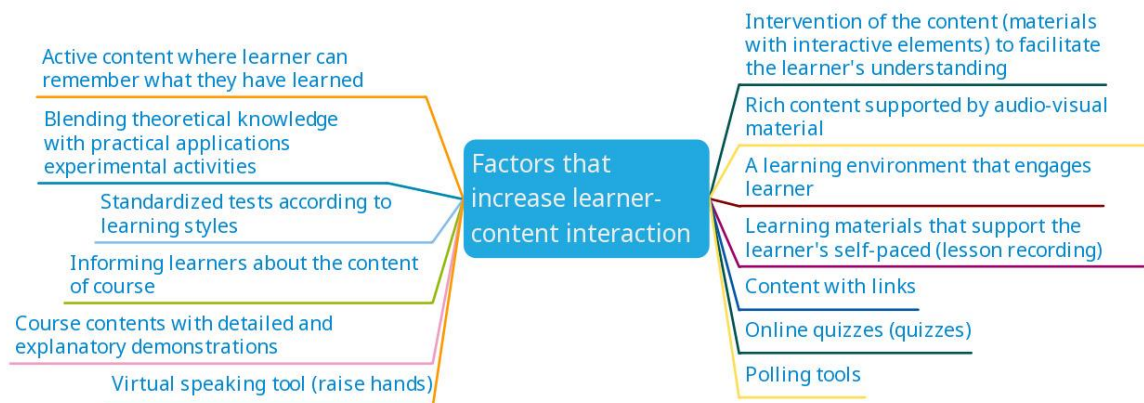 Factors that
increase learner-
content interaction
Active content where learner can
remember what they have learned
Blending theoretical knowledge
with practical applications
experimental activities
Standardized tests according to
learning styles
Informing learners about the content
of course
Course contents with detailed and
explanatory demonstrations
Virtual speaking tool (raise hands)
Intervention of the content (materials
with interactive elements) to facilitate
the learner's understanding
Rich content supported by audio-visual
material
A learning environment that engages
learner
Learning materials that support the
learner's self-paced (lesson recording)
Content with links
Online quizzes (quizzes)
Polling tools